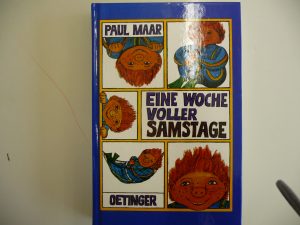 PAUL MAAR
EINE WOCHE
VOLLER
SAMSTAGE
OETINGER